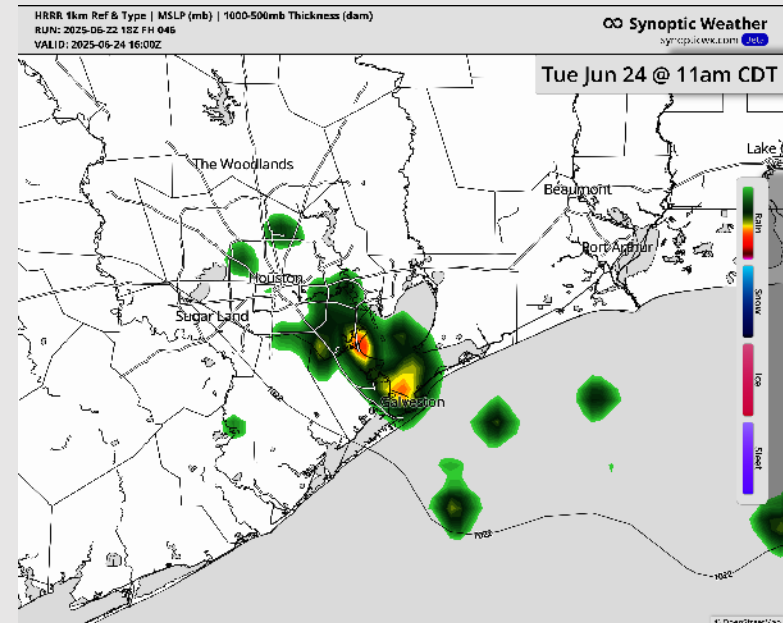 HRRR 1km Ref & Type | MSLP (mb) | 1000-500mb Thickness (dam)
RUN: 2025-06-22 18Z FH 046
VALID: 2025-06-24 16:00Z
Synoptic Weather
synopticwx.com Jetz
Tue Jun 24 @ 11am CDT
The Woodlands
Lake
Beaumont
Port Arthur
Houston
Sugar Land
Galveston
1022
1022
1022
Rain
Snow
Ice
Sleet
© OpenStreetMap